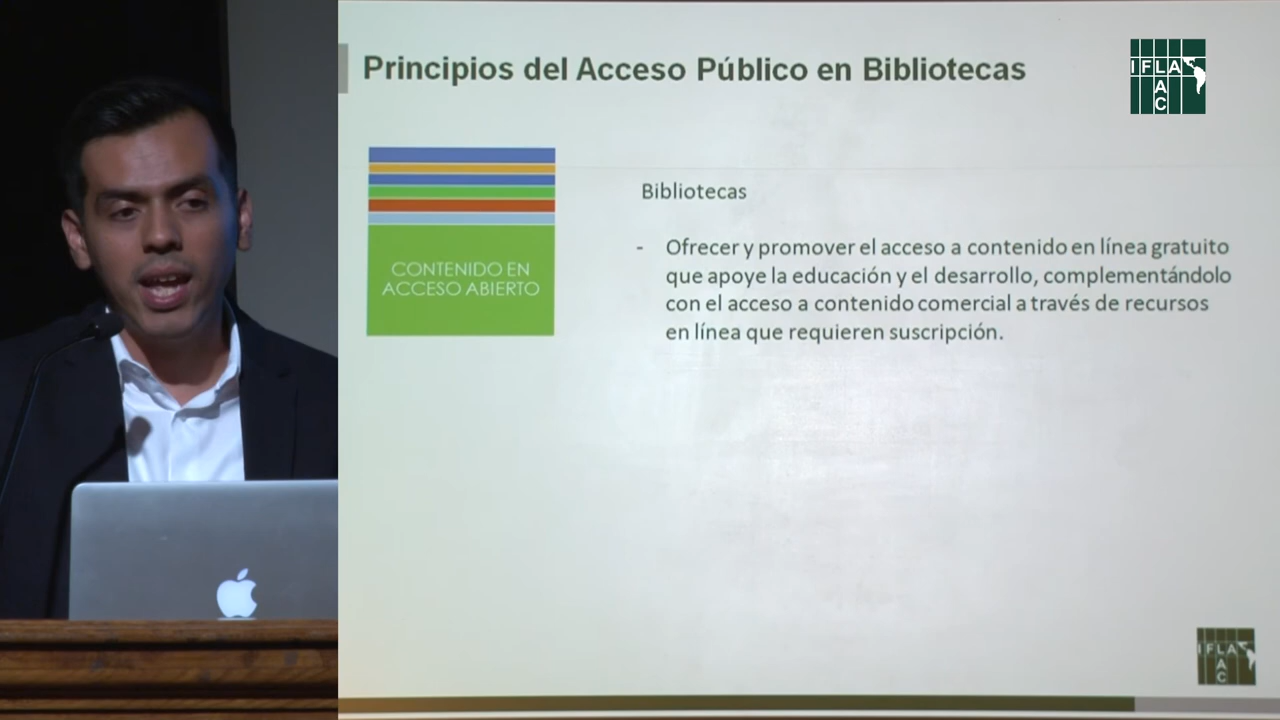 Principios del Acceso Público en Bibliotecas
IFLA
A
C
CONTENIDO EN
ACCESO ABIERTO
Bibliotecas
- Ofrecer y promover el acceso a contenido en línea gratuito
que apoye la educación y el desarrollo, complementándolo
con el acceso a contenido comercial a través de recursos
en línea que requieren suscripción.
IFLA
A
C